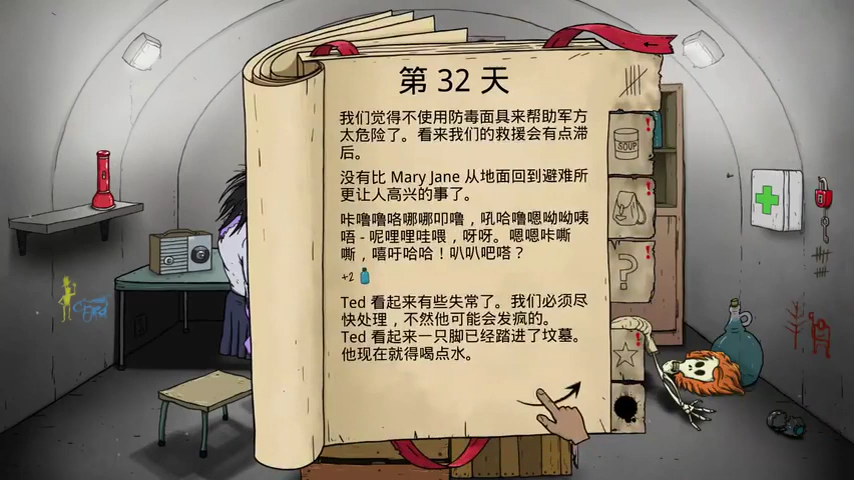 第 32 天
我们觉得不使用防毒面具来帮助军方
太危险了。看来我们的救援会有点滞
后。
没有比 Mary Jane 从地面回到避难所
更让人高兴的事了。
咔噜噜咯哪哪叩噜，吼哈噜嗯呦呦咦
唔 - 呢哩哩哇喂，呀呀。嗯嗯咔嘶
嘶，嘻吁哈哈！叭叭吧嗒？
+2
Ted 看起来有些失常了。我们必须尽
快处理，不然他可能会发疯的。
Ted 看起来一只脚已经踏进了坟墓。
他现在就得喝点水。
SOUP